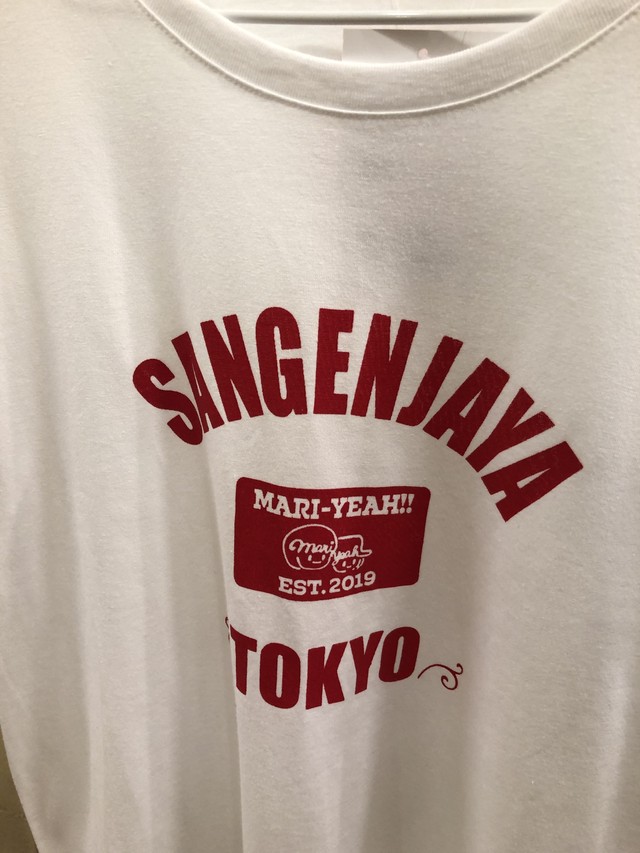 SANGENJAYA
MARI-YEAH!!
mari yeah
EST. 2019
TOKYO